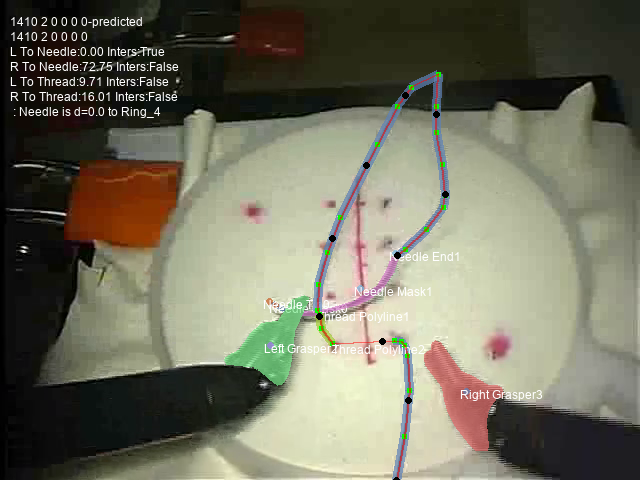 1410 2 0 0 0 0-predicted
1410 2 0 0 0 0
L To Needle:0.00 Inters:True
R To Needle:72.75 Inters:False
L To Thread:9.71 Inters:False
R To Thread:16.01 Inters:False
: Needle is d=0.0 to Ring_4
Needle End1
Needle Mask1
Needle
Thread Polyline1
Left Grasper2
Thread Polyline2
Right Grasper3